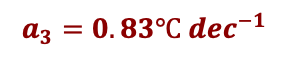 a₃ = 0.83°C dec⁻¹